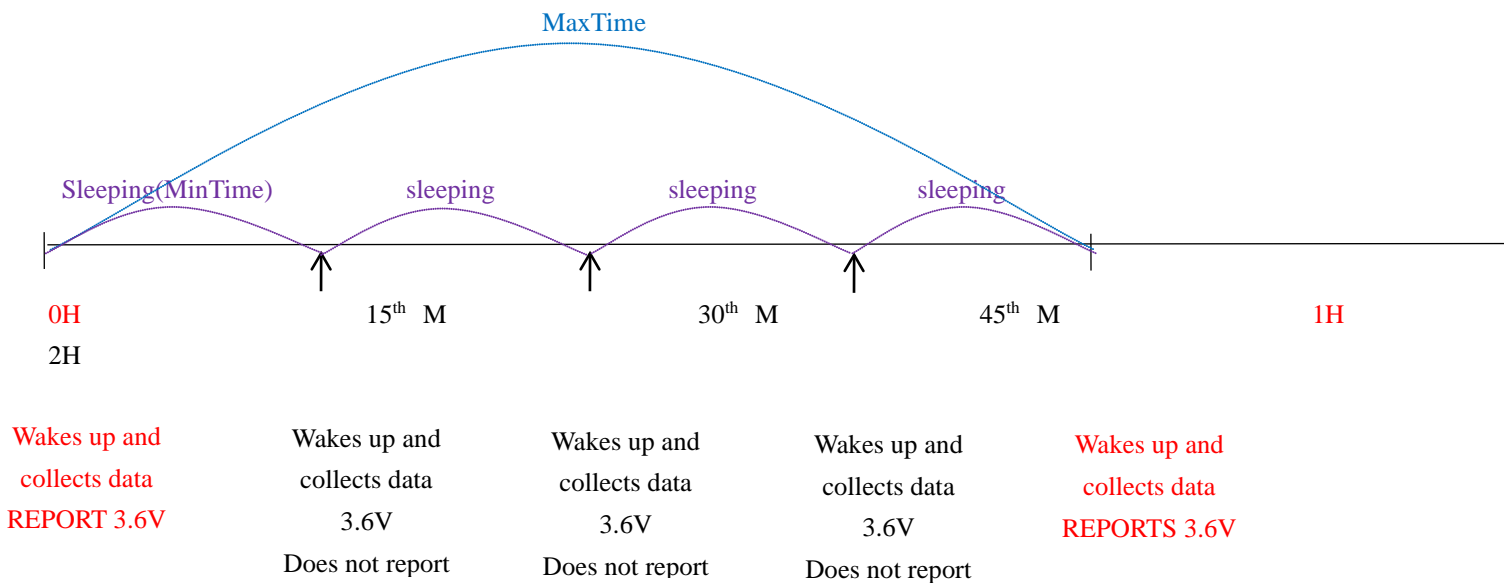 MaxTime
Sleeping(MinTime) sleeping sleeping sleeping
0H 15th M 30th M 45th M 1H
2H
Wakes up and
collects data
REPORT 3.6V
Wakes up and
collects data
3.6V
Does not report
Wakes up and
collects data
3.6V
Does not report
Wakes up and
collects data
3.6V
Does not report
Wakes up and
collects data
REPORTS 3.6V